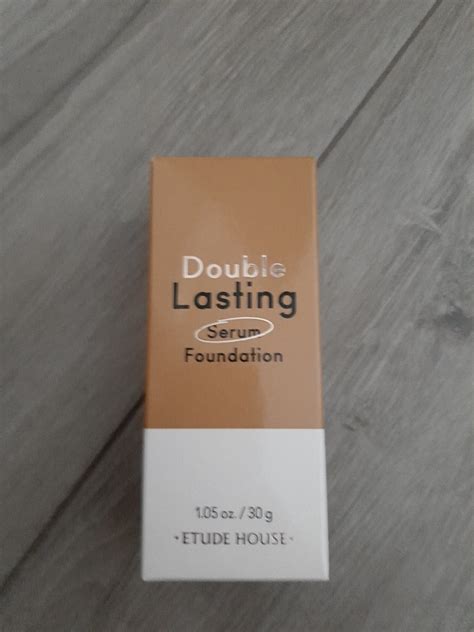 Double
Lasting
Serum
Foundation
1.05 oz. / 30 g
·ETUDE HOUSE·